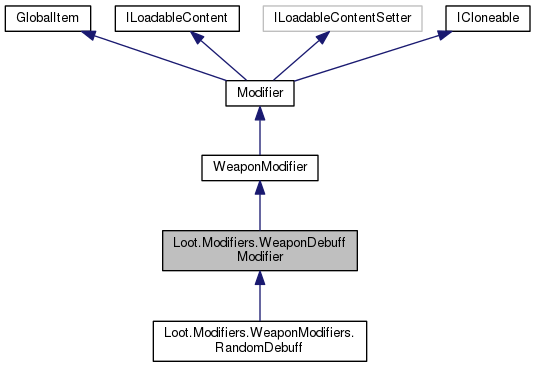 GlobalItem
ILoadableContent
ILoadableContentSetter
ICloneable
Modifier
WeaponModifier
Loot.Modifiers.WeaponDebuff
Modifier
Loot.Modifiers.WeaponModifiers.
RandomDebuff